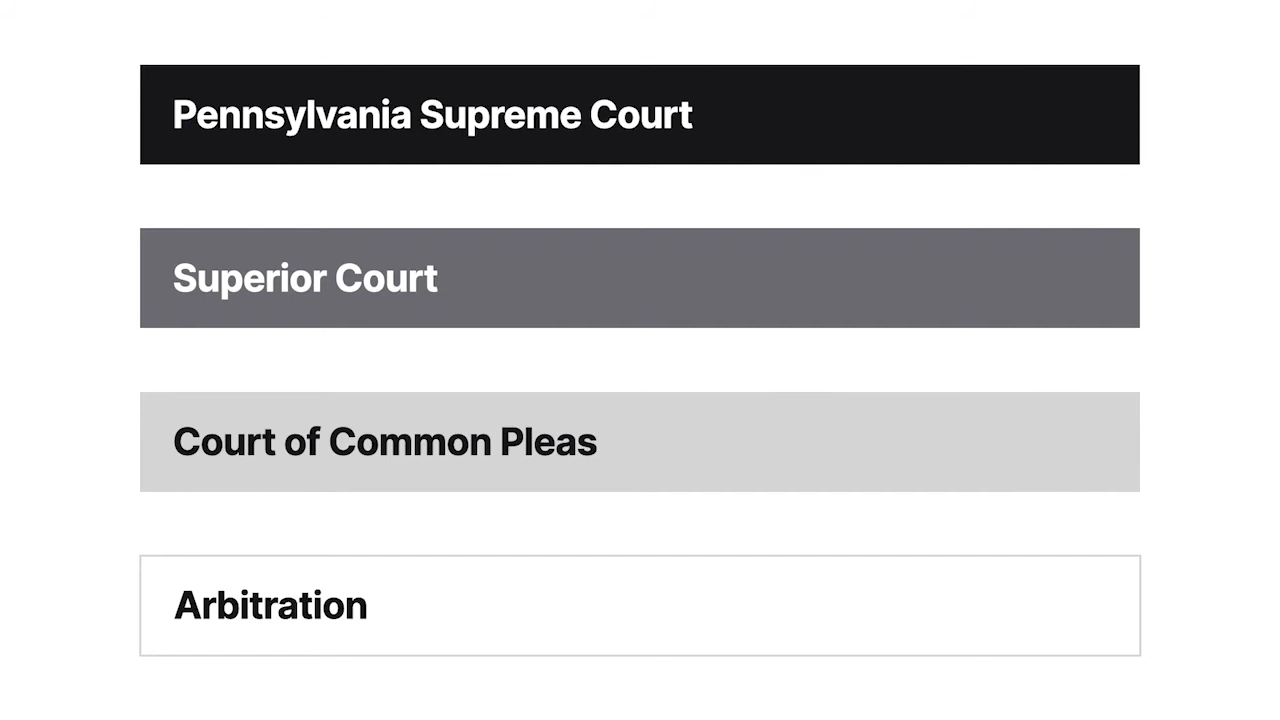 Pennsylvania Supreme Court
Superior Court
Court of Common Pleas
Arbitration